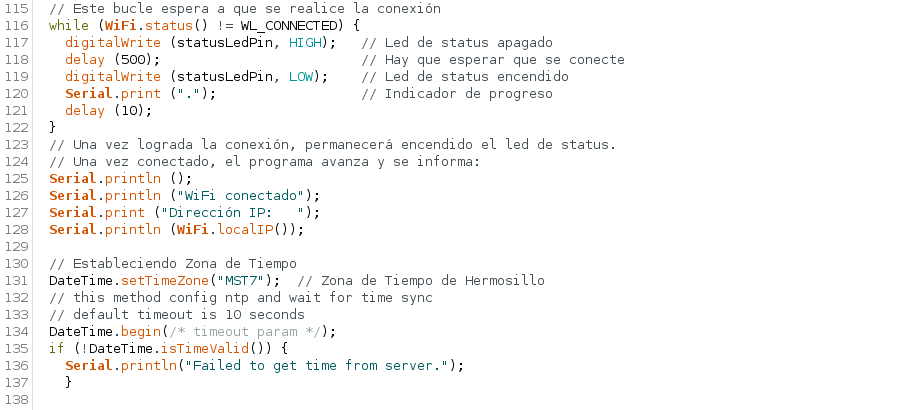 115 // Este bucle espera a que se realice la conexión
116 while (WiFi.status() != WL_CONNECTED) {
117 digitalWrite (statusLedPin, HIGH); // Led de status apagado
118 delay (500); // Hay que esperar que se conecte
119 digitalWrite (statusLedPin, LOW); // Led de status encendido
120 Serial.print ("."); // Indicador de progreso
121 delay (10);
122 }
123 // Una vez lograda la conexión, permanecerá encendido el led de status.
124 // Una vez conectado, el programa avanza y se informa:
125 Serial.println ();
126 Serial.println ("WiFi conectado");
127 Serial.print ("Dirección IP:   ");
128 Serial.println (WiFi.localIP());
129
130 // Estableciendo Zona de Tiempo
131 DateTime.setTimeZone("MST7"); // Zona de Tiempo de Hermosillo
132 // this method config ntp and wait for time sync
133 // default timeout is 10 seconds
134 DateTime.begin(/* timeout param */);
135 if (!DateTime.isTimeValid()) {
136 Serial.println("Failed to get time from server.");
137 }
138